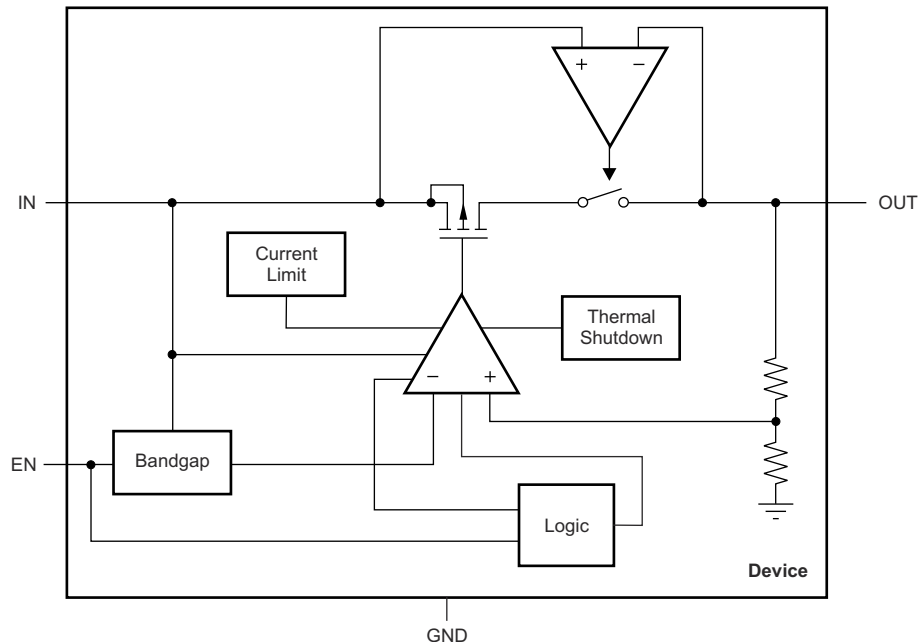 + −
IN
OUT
Current
Limit
Thermal
Shutdown
− +
EN
Bandgap
Logic
Device
GND